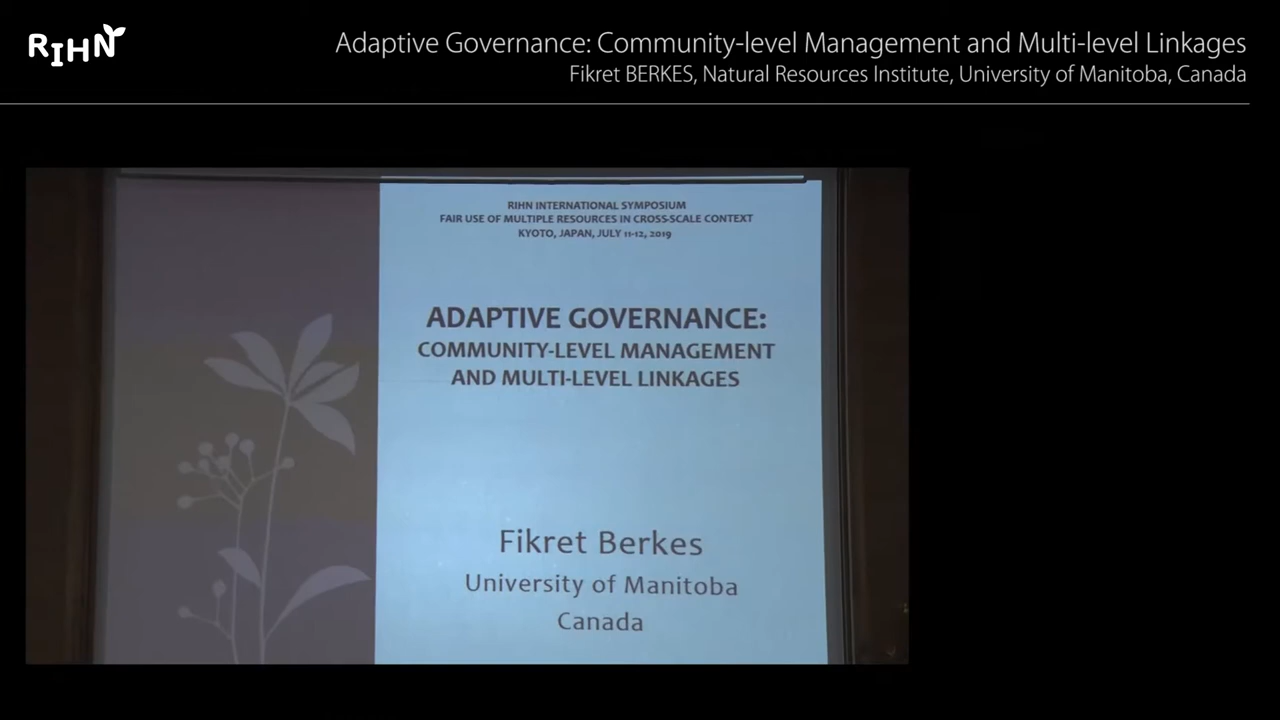 RIHN
Adaptive Governance: Community-level Management and Multi-level Linkages
Fikret BERKES, Natural Resources Institute, University of Manitoba, Canada
RIHN INTERNATIONAL SYMPOSIUM
FAIR USE OF MULTIPLE RESOURCES IN CROSS-SCALE CONTEXT
KYOTO, JAPAN, JULY 11-12, 2019
ADAPTIVE GOVERNANCE:
COMMUNITY-LEVEL MANAGEMENT
AND MULTI-LEVEL LINKAGES
Fikret Berkes
University of Manitoba
Canada